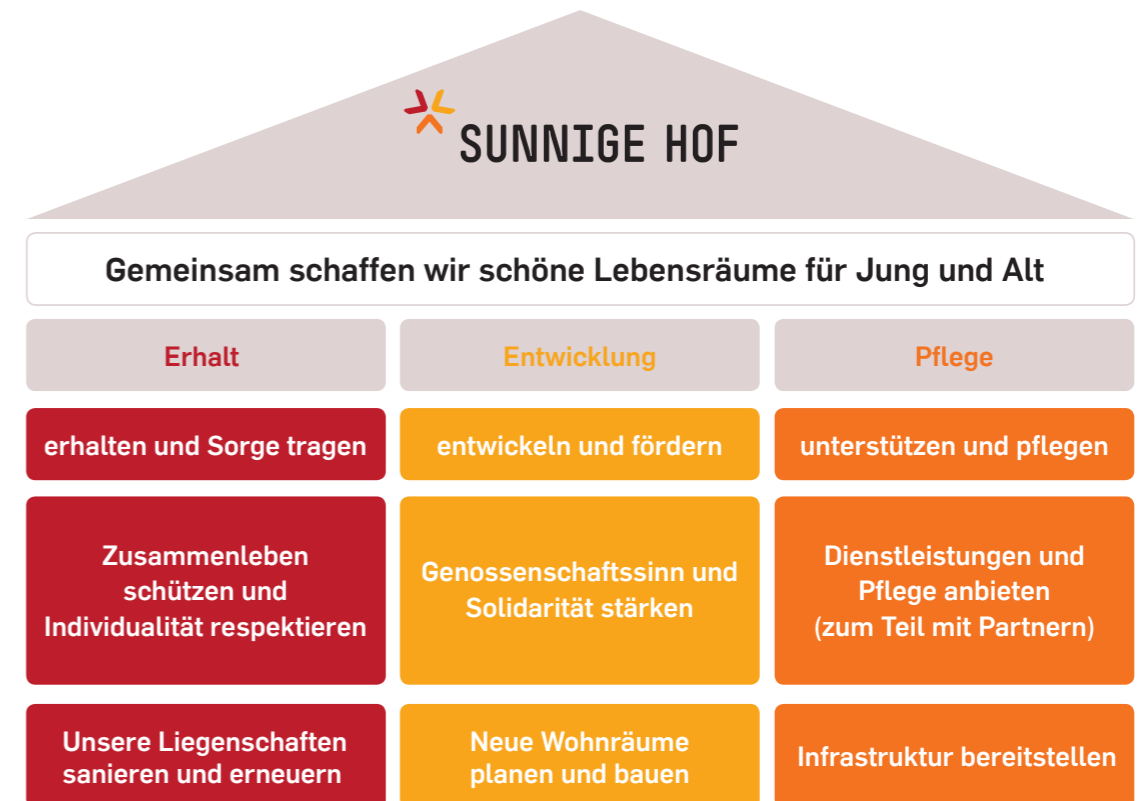 SUNNIGE HOF
Gemeinsam schaffen wir schöne Lebensräume für Jung und Alt
Erhalt
Entwicklung
Pflege
erhalten und Sorge tragen
entwickeln und fördern
unterstützen und pflegen
Zusammenleben
schützen und
Individualität respektieren
Genossenschaftssinn und
Solidarität stärken
Dienstleistungen und
Pflege anbieten
(zum Teil mit Partnern)
Unsere Liegenschaften
sanieren und erneuern
Neue Wohnräume
planen und bauen
Infrastruktur bereitstellen